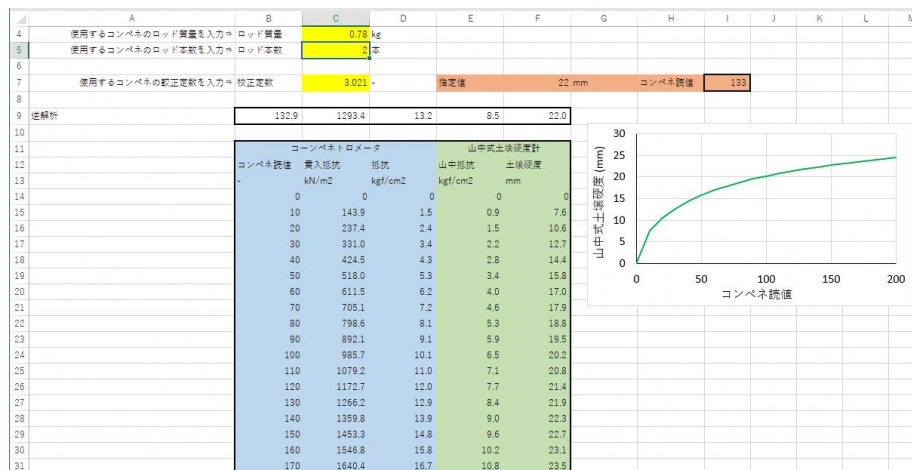 A B C D E F G H I J K L M
4 使用するコンペネのロッド質量を入力⇒ ロッド質量 0.78 kg
5 使用するコンペネのロッド本数を入力⇒ ロッド本数 2 本
6
7 使用するコンペネの較正定数を入力⇒ 校正定数 3.021 - 指定値 22 mm コンペネ読値 133
8
9 逆解析 132.9 1293.4 13.2 8.5 22.0
10
11 コーンペネトロメータ 山中式土壌硬度計
12 コンペネ読値 貫入抵抗 抵抗 山中抵抗 土壌硬度
13 - kN/m2 kgf/cm2 kgf/cm2 mm
14 0 0 0 0 0
15 10 143.9 1.5 0.9 7.6
16 20 237.4 2.4 1.5 10.6
17 30 331.0 3.4 2.2 12.7
18 40 424.5 4.3 2.8 14.4
19 50 518.0 5.3 3.4 15.8
20 60 611.5 6.2 4.0 17.0
21 70 705.1 7.2 4.6 17.9
22 80 798.6 8.1 5.3 18.8
23 90 892.1 9.1 5.9 19.5
24 100 985.7 10.1 6.5 20.2
25 110 1079.2 11.0 7.1 20.8
26 120 1172.7 12.0 7.7 21.4
27 130 1266.2 12.9 8.4 21.9
28 140 1359.8 13.9 9.0 22.3
29 150 1453.3 14.8 9.6 22.7
30 160 1546.8 15.8 10.2 23.1
31 170 1640.4 16.7 10.8 23.5
山中式土壌硬度 (mm)
30
25
20
15
10
5
0
0 50 100 150 200
コンペネ読値